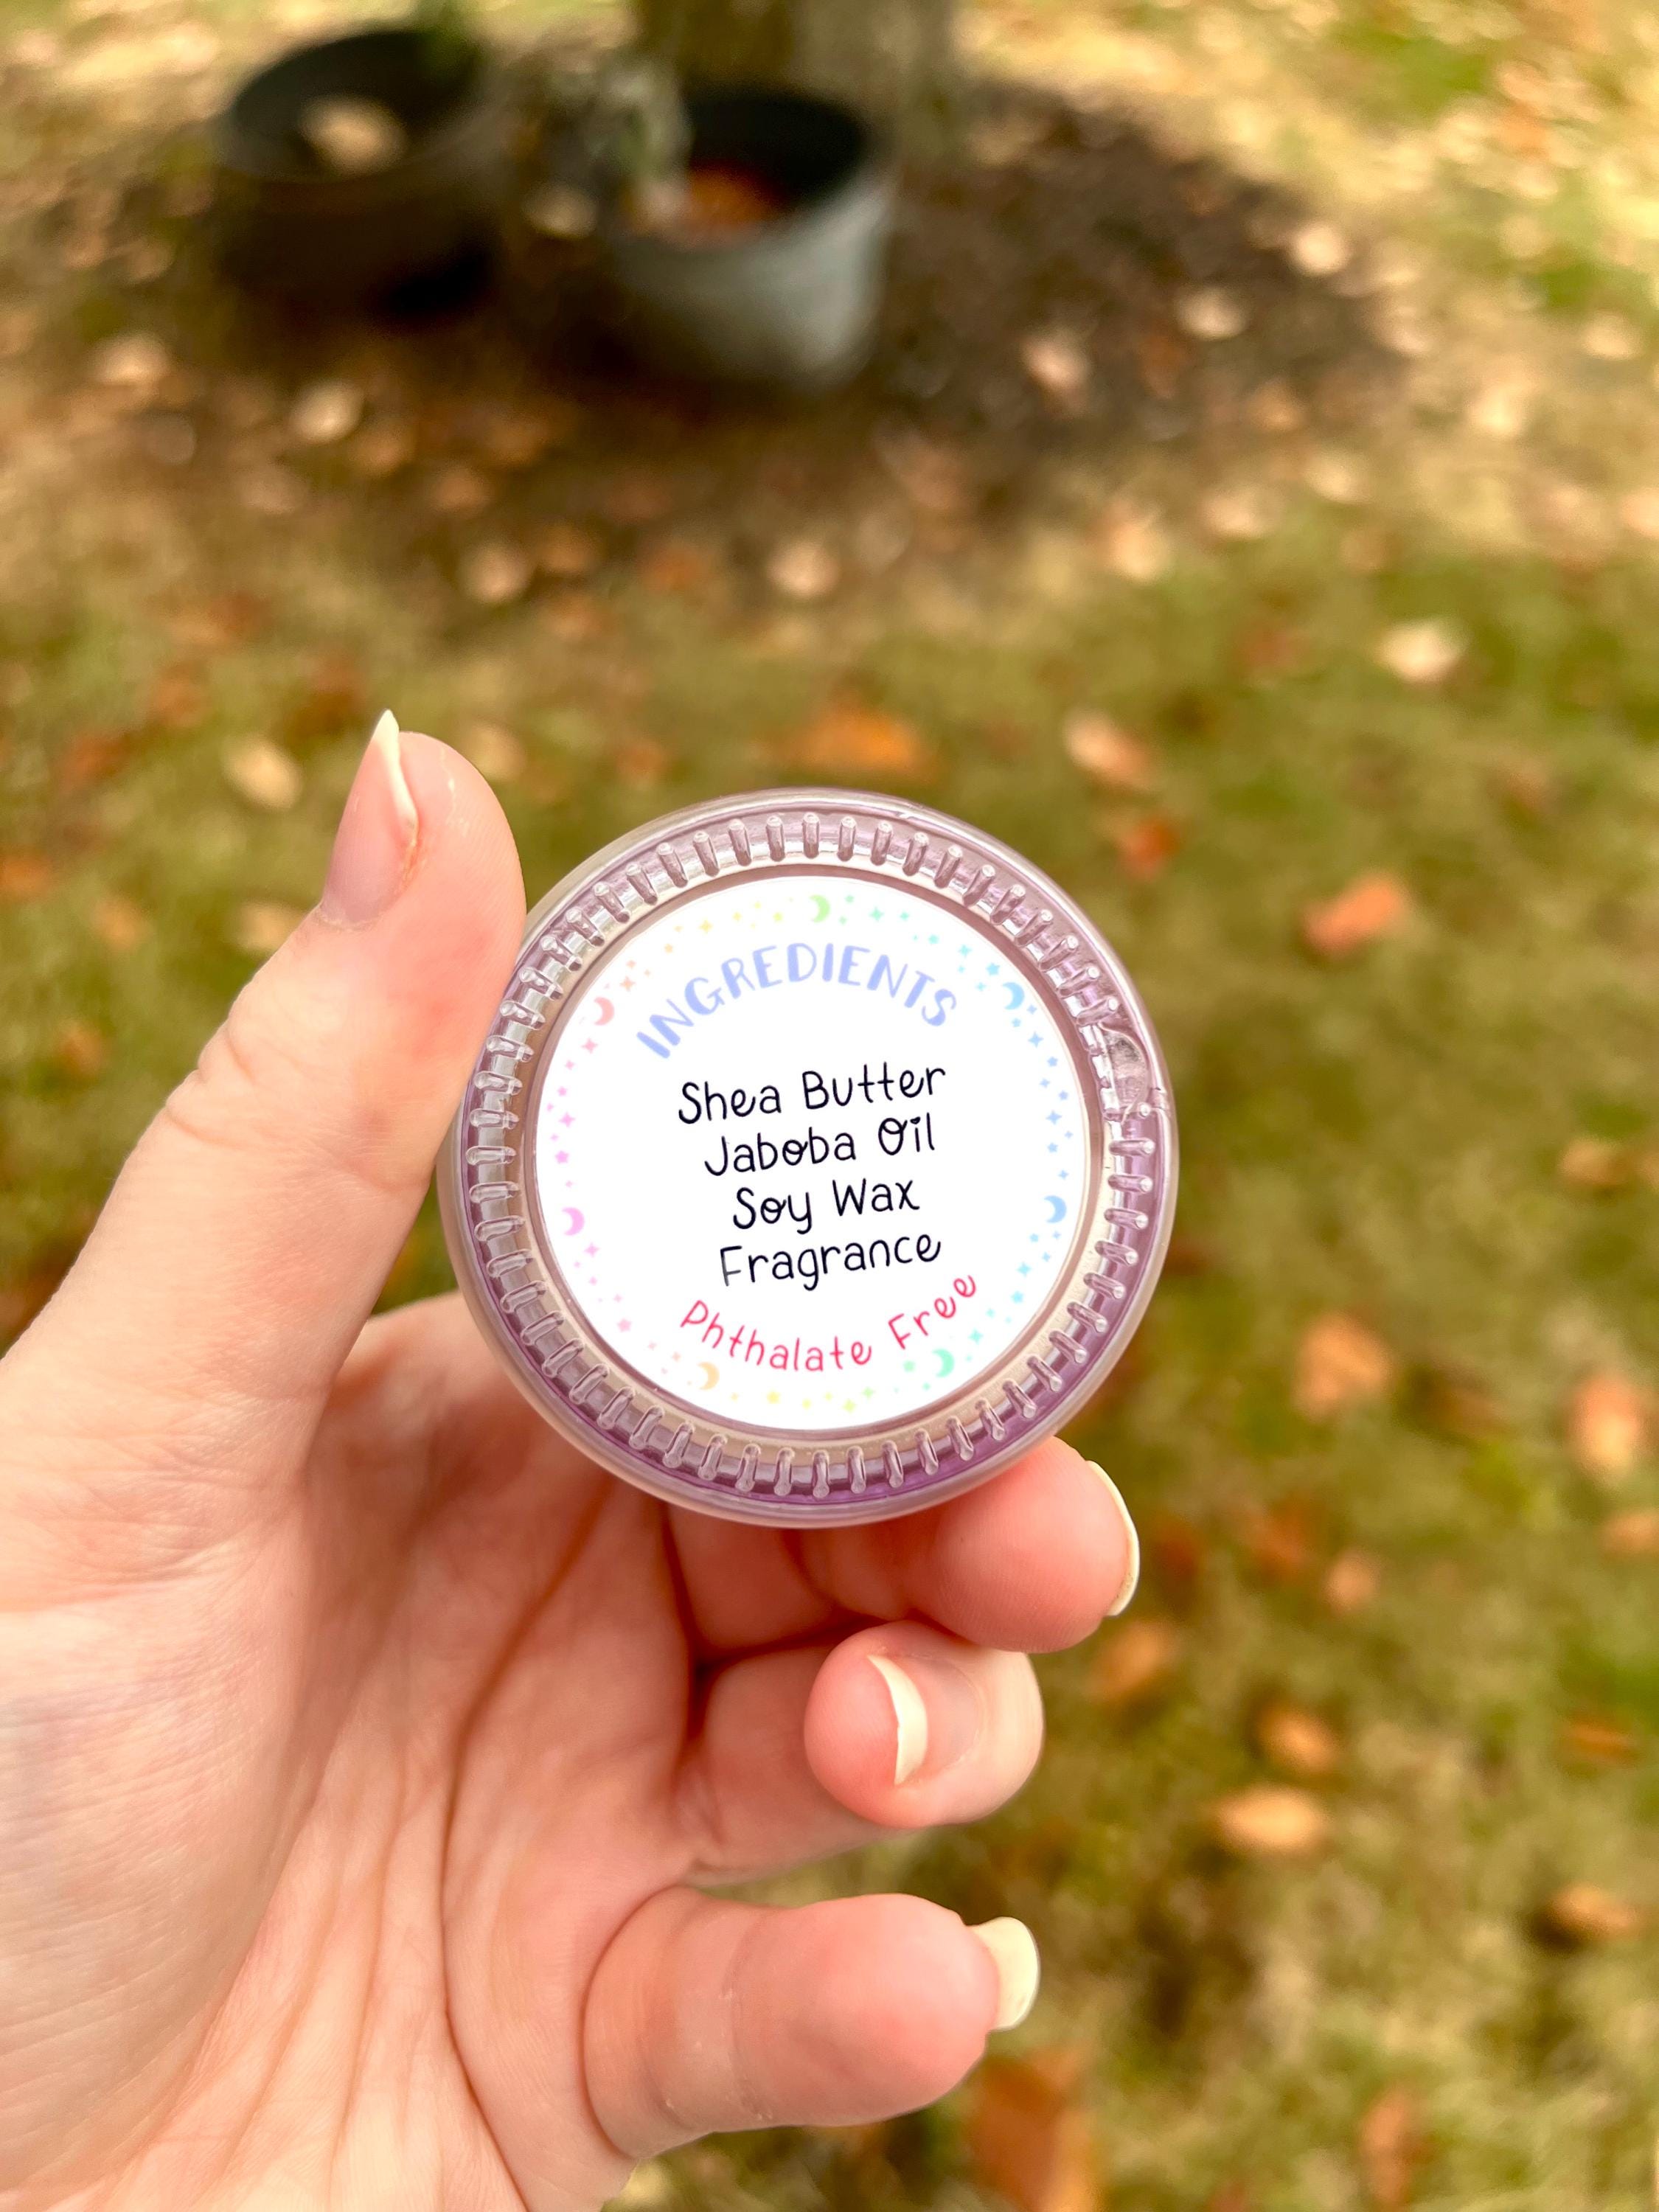 INGREDIENTS
Shea Butter
Jaboba Oil
Soy Wax
Fragrance
Phthalate Free